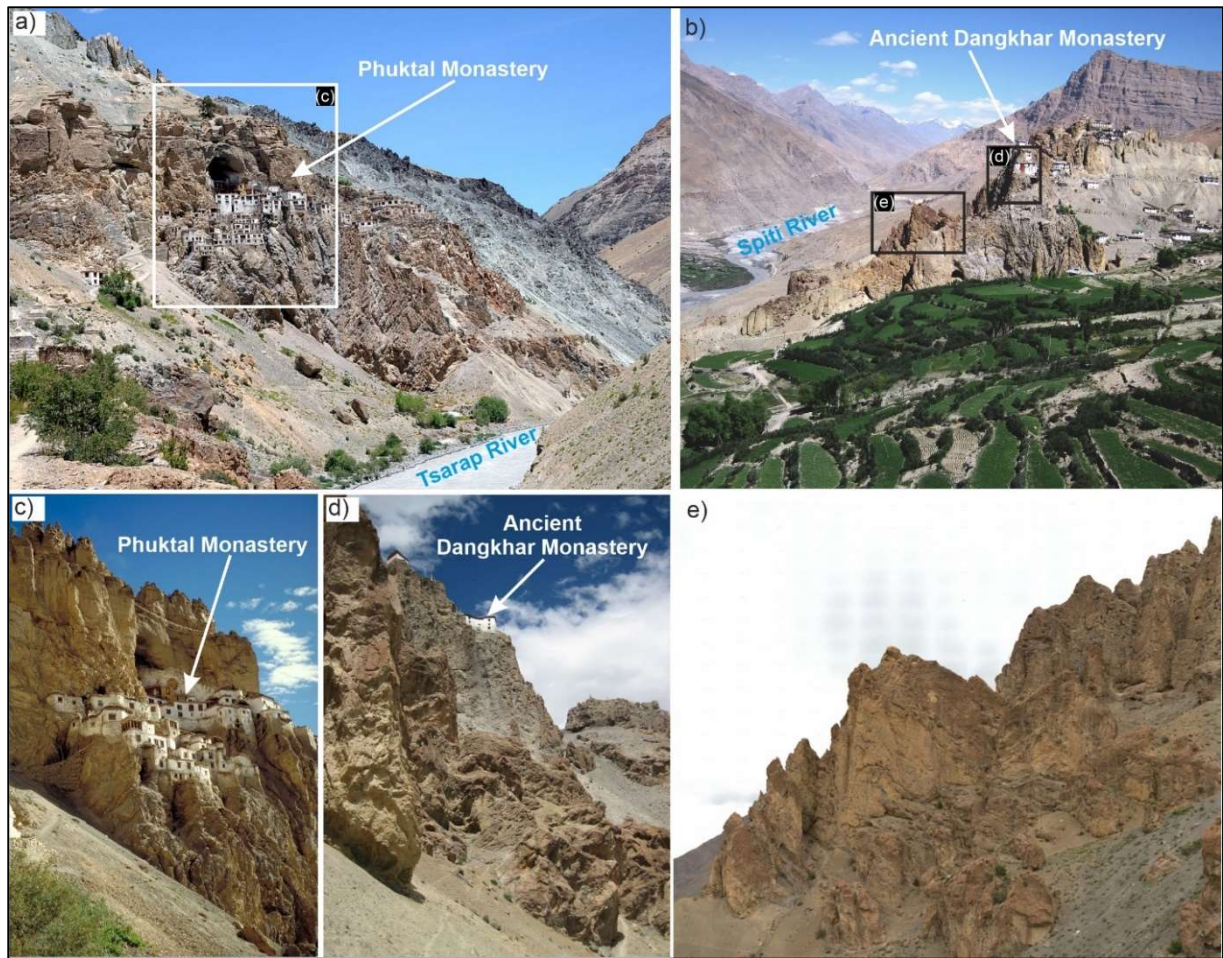 a)
Phuktal Monastery
(c)
Tsarap River
b)
Ancient Dangkhar Monastery
(d)
(e)
Spiti River
c)
Phuktal Monastery
d)
Ancient
Dangkhar Monastery
e)